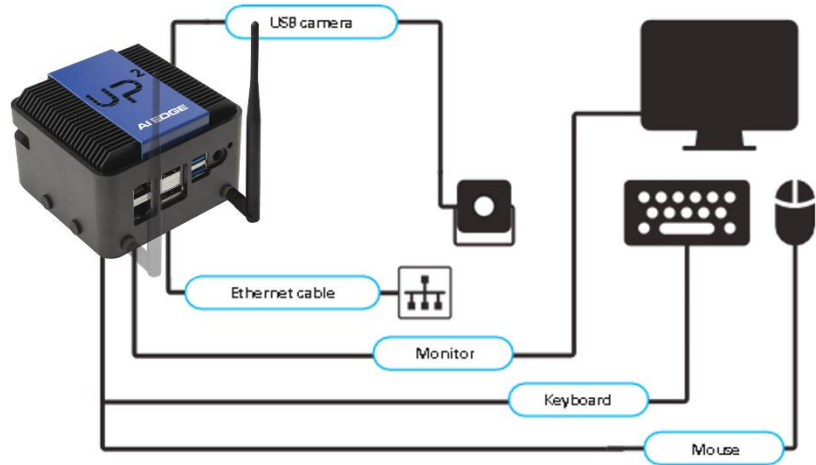 USB camera
UP²
AI EDGE
Ethernet cable
Monitor
Keyboard
Mouse